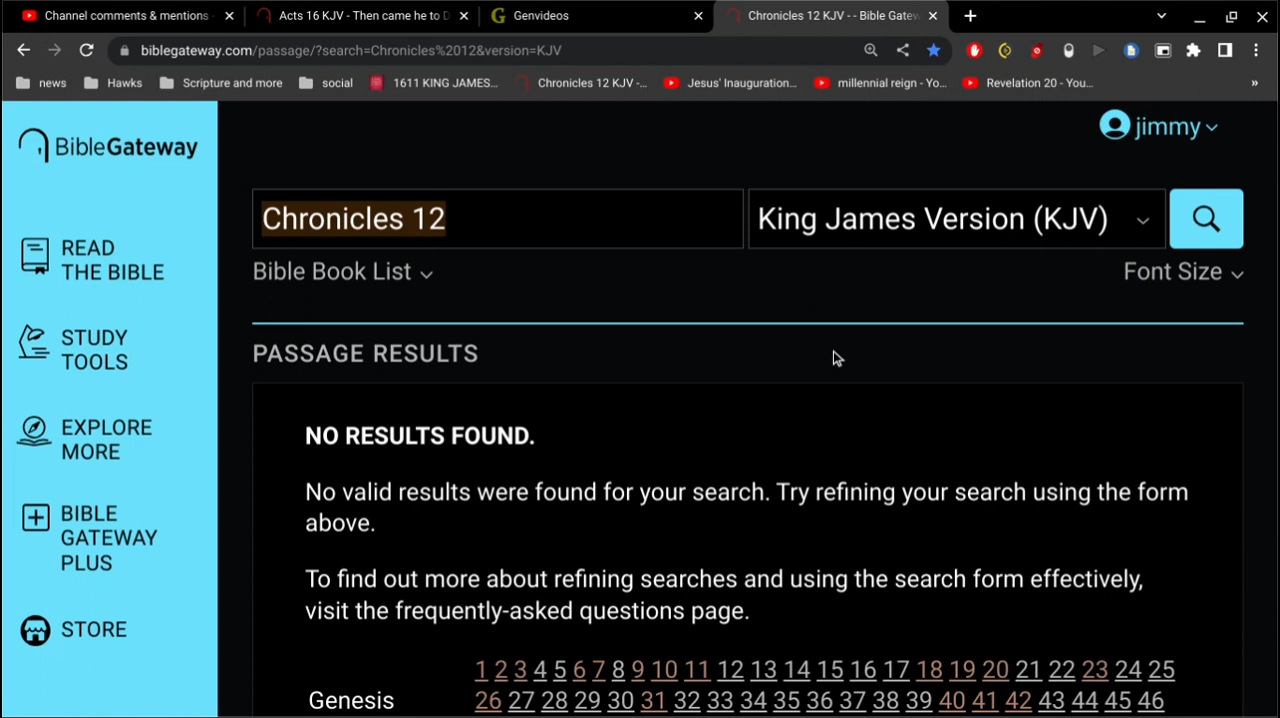 Channel comments & mentions
Acts 16 KJV - Then came he to D
Genvideos
Chronicles 12 KJV - - Bible Gatew
biblegateway.com/passage/?search=Chronicles%2012&version=KJV
news
Hawks
Scripture and more
social
1611 KING JAMES...
Chronicles 12 KJV -...
Jesus' Inauguration...
millennial reign - Yo...
Revelation 20 - You...
»
BibleGateway
jimmy
Chronicles 12
King James Version (KJV)
Bible Book List
Font Size
READ
THE BIBLE
STUDY
TOOLS
EXPLORE
MORE
BIBLE
GATEWAY
PLUS
STORE
PASSAGE RESULTS
NO RESULTS FOUND.
No valid results were found for your search. Try refining your search using the form
above.
To find out more about refining searches and using the search form effectively,
visit the frequently-asked questions page.
Genesis
1 2 3 4 5 6 7 8 9 10 11 12 13 14 15 16 17 18 19 20 21 22 23 24 25
26 27 28 29 30 31 32 33 34 35 36 37 38 39 40 41 42 43 44 45 46